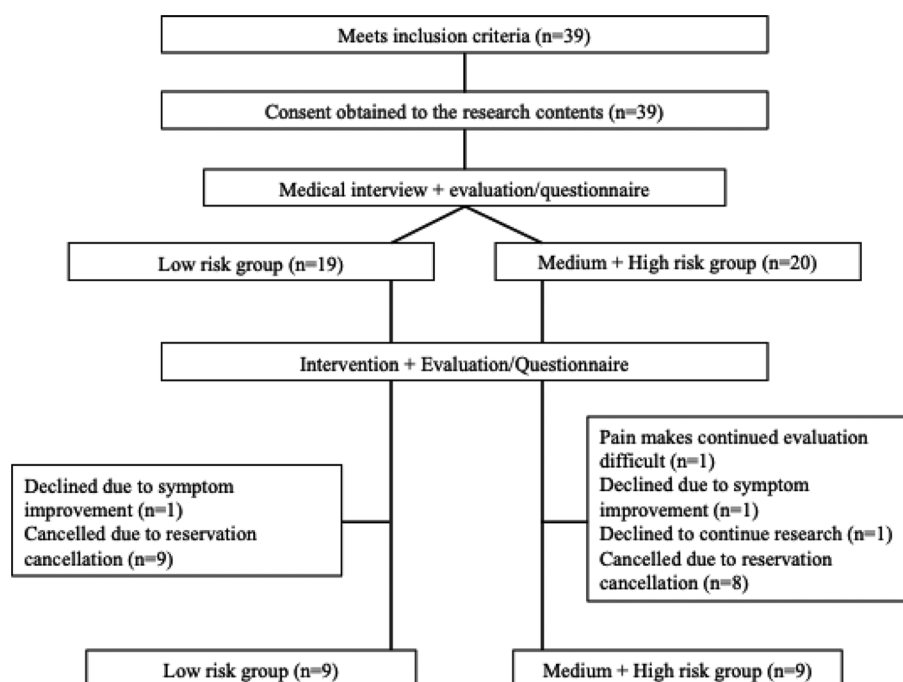 Meets inclusion criteria (n=39)
Consent obtained to the research contents (n=39)
Medical interview + evaluation/questionnaire
Low risk group (n=19)
Medium + High risk group (n=20)
Intervention + Evaluation/Questionnaire
Declined due to symptom
improvement (n=1)
Cancelled due to reservation
cancellation (n=9)
Pain makes continued evaluation
difficult (n=1)
Declined due to symptom
improvement (n=1)
Declined to continue research (n=1)
Cancelled due to reservation
cancellation (n=8)
Low risk group (n=9)
Medium + High risk group (n=9)